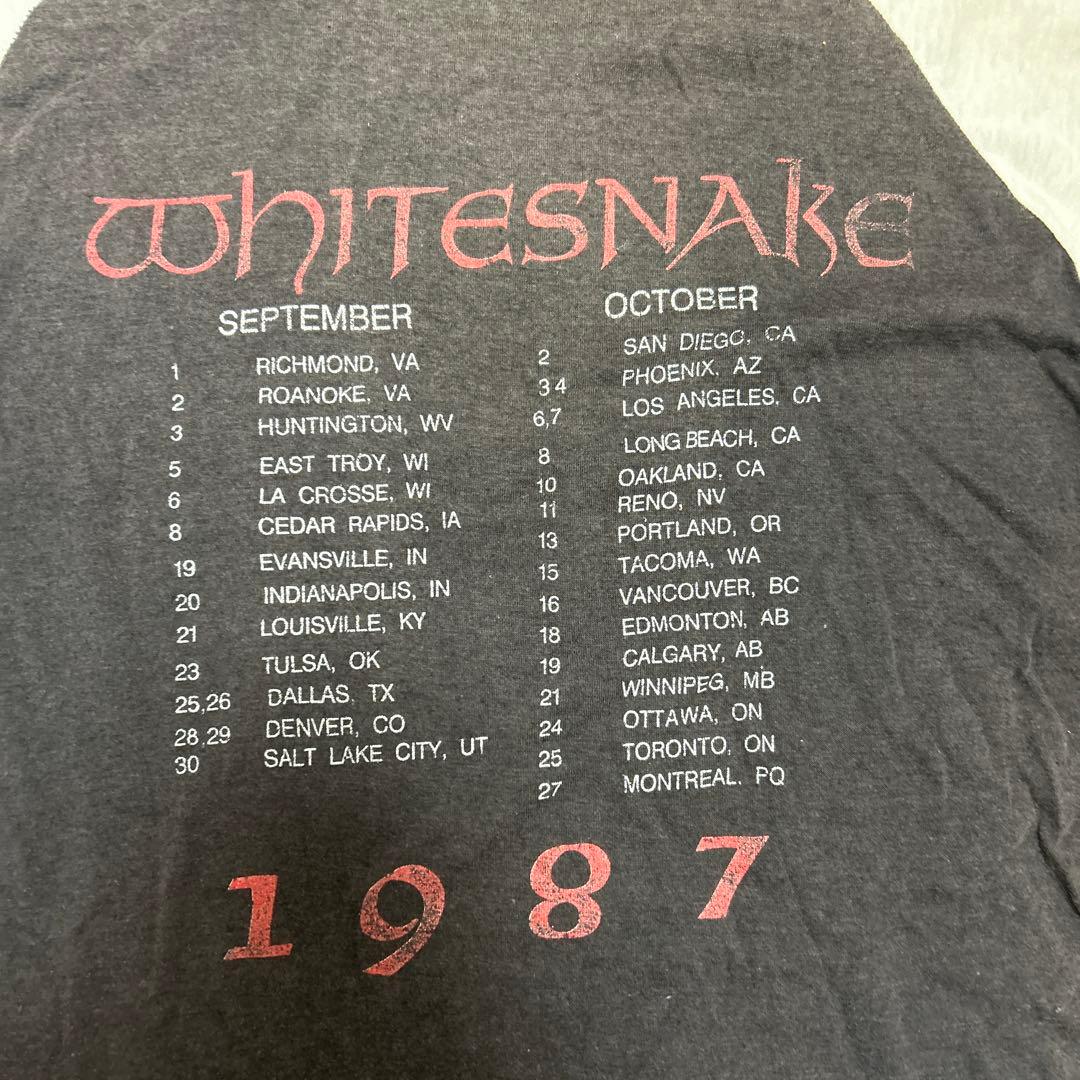 WHITESNAKE
SEPTEMBER
1 RICHMOND, VA
2 ROANOKE, VA
3 HUNTINGTON, WV
5 EAST TROY, WI
6 LA CROSSE, WI
8 CEDAR RAPIDS, IA
19 EVANSVILLE, IN
20 INDIANAPOLIS, IN
21 LOUISVILLE, KY
23 TULSA, OK
25,26 DALLAS, TX
28,29 DENVER, CO
30 SALT LAKE CITY, UT
OCTOBER
2 SAN DIEGO, CA
3 4 PHOENIX, AZ
6,7 LOS ANGELES, CA
8 LONG BEACH, CA
10 OAKLAND, CA
11 RENO, NV
13 PORTLAND, OR
15 TACOMA, WA
16 VANCOUVER, BC
18 EDMONTON, AB
19 CALGARY, AB
21 WINNIPEG, MB
24 OTTAWA, ON
25 TORONTO, ON
27 MONTREAL, PQ
1987